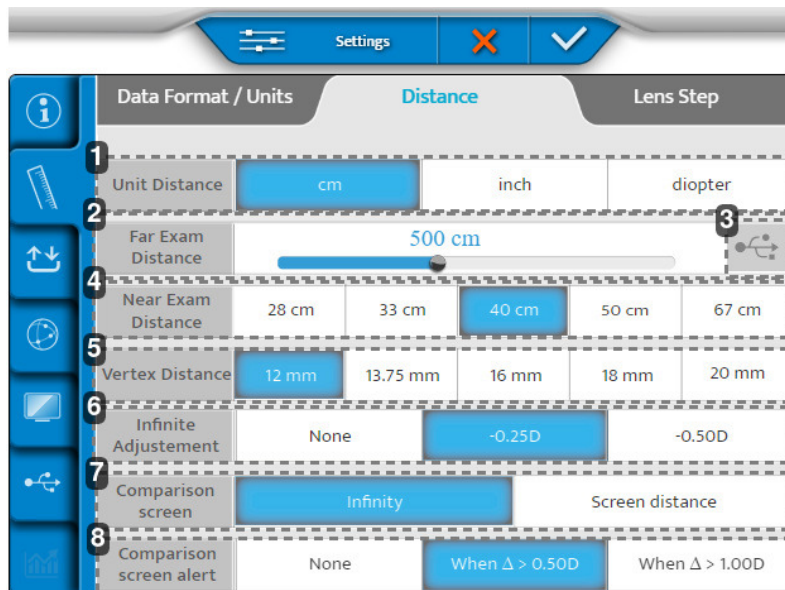 Settings
Data Format / Units Distance Lens Step
1
Unit Distance cm inch diopter
2
3
Far Exam
Distance
500 cm
4
Near Exam
Distance
28 cm 33 cm 40 cm 50 cm 67 cm
5
Vertex Distance 12 mm 13.75 mm 16 mm 18 mm 20 mm
6
Infinite
Adjustement
None -0.25D -0.50D
7
Comparison
screen
Infinity Screen distance
8
Comparison
screen alert
None When Δ > 0.50D When Δ > 1.00D